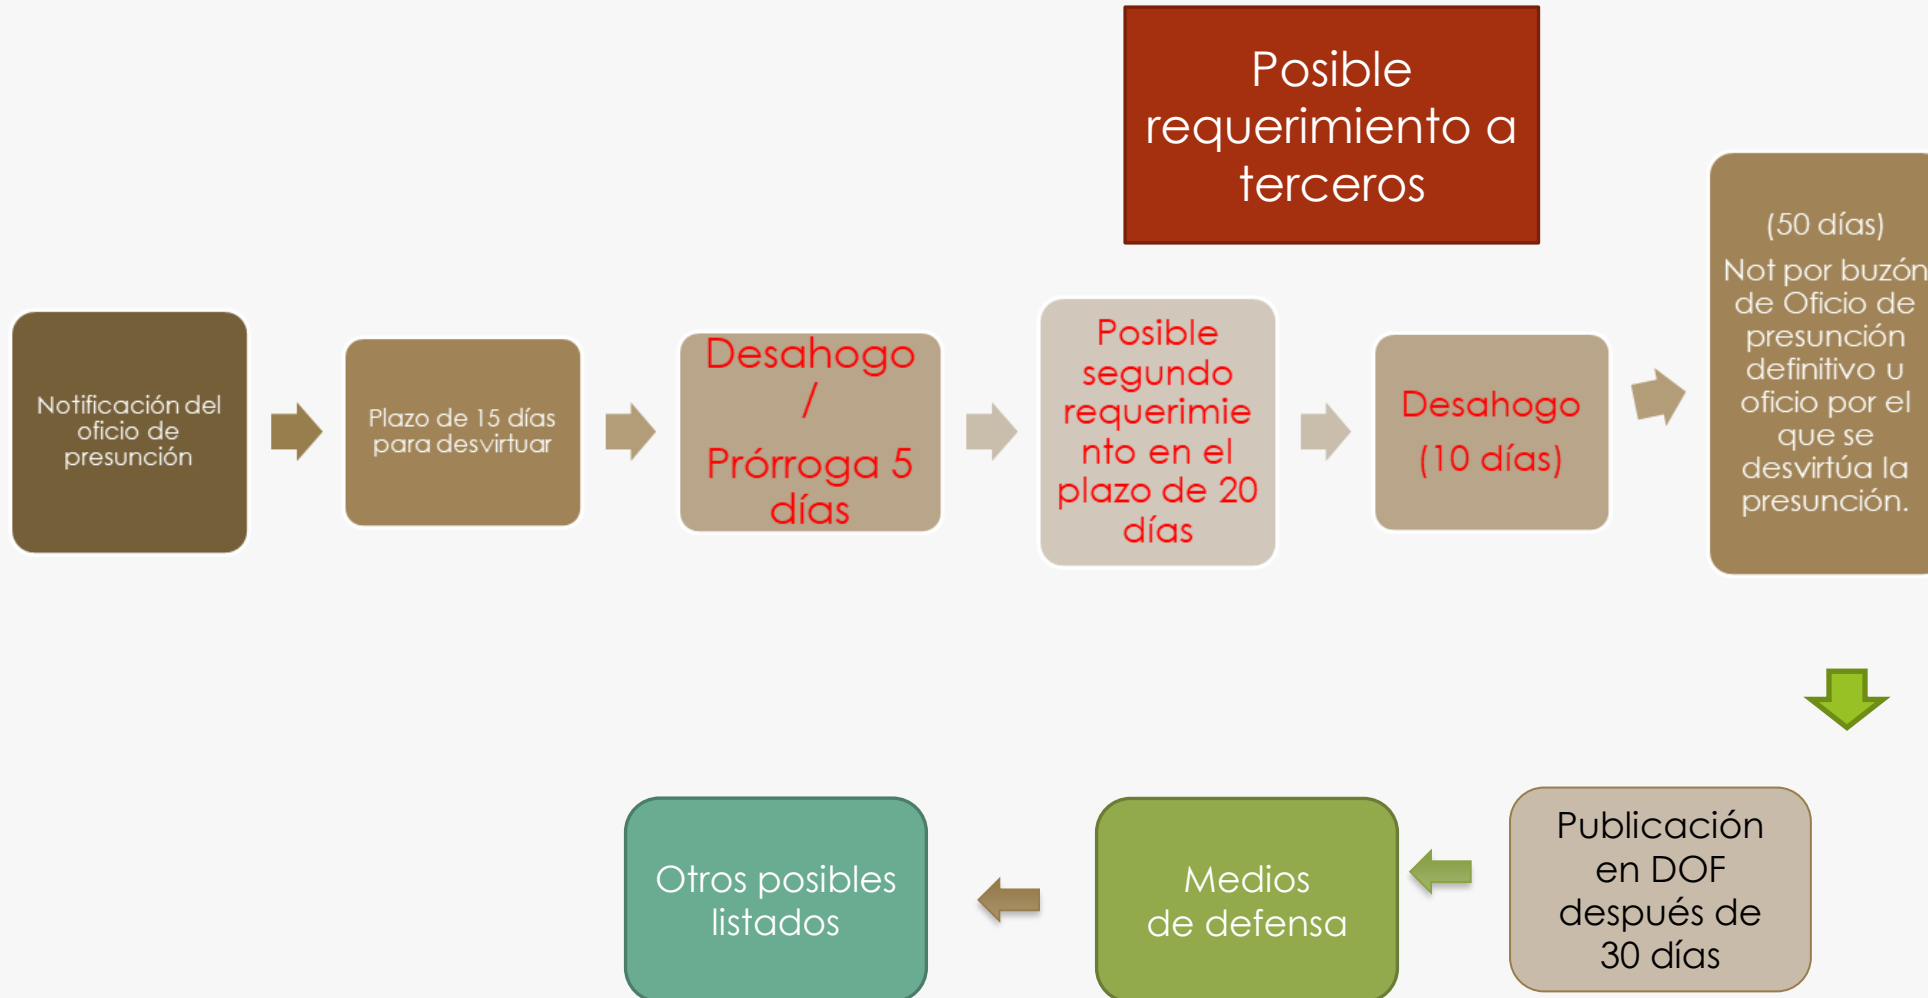 Posible
requerimiento a
terceros
Notificación del
oficio de
presunción
Plazo de 15 días
para desvirtuar
Desahogo
/
Prórroga 5
días
Posible
segundo
requerimie
nto en el
plazo de 20
días
Desahogo
(10 días)
(50 días)
Not por buzón
de Oficio de
presunción
definitivo u
oficio por el
que se
desvirtúa la
presunción.
Otros posibles
listados
Medios
de defensa
Publicación
en DOF
después de
30 días